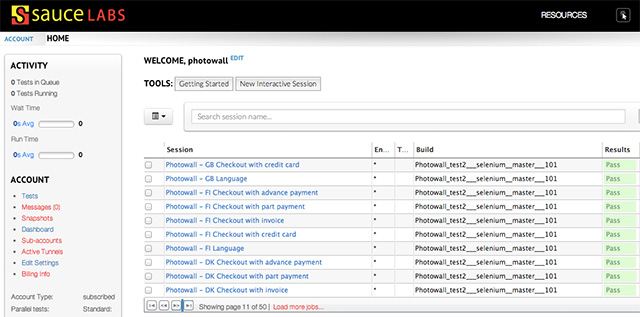 sauce LABS
RESOURCES
ACCOUNT HOME
ACTIVITY
0 Tests in Queue
0 Tests Running
Wait Time
0s Avg 0
Run Time
0s Avg 0
ACCOUNT
Tests
Messages (0)
Snapshots
Dashboard
Sub-accounts
Active Tunnels
Edit Settings
Billing info
Account Type: subscribed
Parallel tests: Standard:
WELCOME, photowall EDIT
TOOLS: Getting Started New Interactive Session
Search session name...
Session En... T... Build Results
Photowall - GB Checkout with credit card * Photowall_test2___selenium__master___101 Pass
Photowall - GB Language * Photowall_test2___selenium__master___101 Pass
Photowall - FI Checkout with advance payment * Photowall_test2___selenium__master___101 Pass
Photowall - FI Checkout with part payment * Photowall_test2___selenium__master___101 Pass
Photowall - FI Checkout with invoice * Photowall_test2___selenium__master___101 Pass
Photowall - FI Checkout with credit card * Photowall_test2___selenium__master___101 Pass
Photowall - FI Language * Photowall_test2___selenium__master___101 Pass
Photowall - DK Checkout with advance payment * Photowall_test2___selenium__master___101 Pass
Photowall - DK Checkout with part payment * Photowall_test2___selenium__master___101 Pass
Photowall - DK Checkout with invoice * Photowall_test2___selenium__master___101 Pass
Showing page 11 of 50 | Load more jobs...